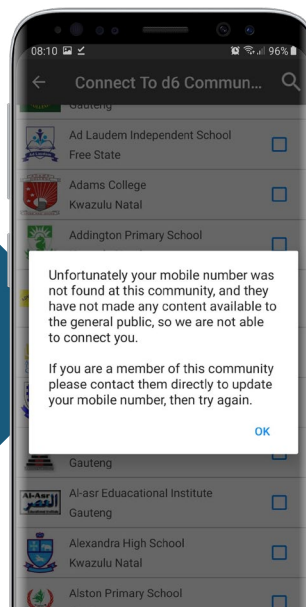 08:10
96%
Connect To d6 Commun...
Gauteng
Ad Laudem Independent School
Free State
Adams College
Kwazulu Natal
Addington Primary School
Unfortunately your mobile number was
not found at this community, and they
have not made any content available to
the general public, so we are not able
to connect you.
If you are a member of this community
please contact them directly to update
your mobile number, then try again.
OK
Gauteng
Al-Asr
العصر
Al-asr Eduacational Institute
Gauteng
Alexandra High School
Kwazulu Natal
Alston Primary School